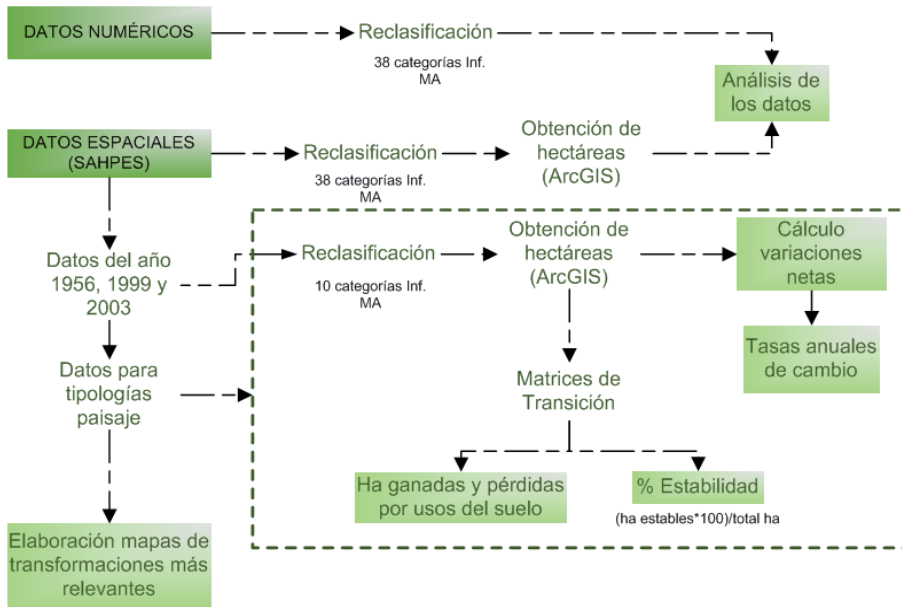 DATOS NUMÉRICOS
Reclasificación
38 categorías Inf.
MA
Análisis de
los datos
DATOS ESPACIALES
(SAHPES)
Reclasificación
38 categorías Inf.
MA
Obtención de
hectáreas
(ArcGIS)
Datos del año
1956, 1999 y
2003
Reclasificación
10 categorías Inf.
MA
Obtención de
hectáreas
(ArcGIS)
Cálculo
variaciones
netas
Tasas anuales
de cambio
Datos para
tipologías
paisaje
Matrices de
Transición
Ha ganadas y pérdidas
por usos del suelo
% Estabilidad
(ha estables*100)/total ha
Elaboración mapas de
transformaciones más
relevantes